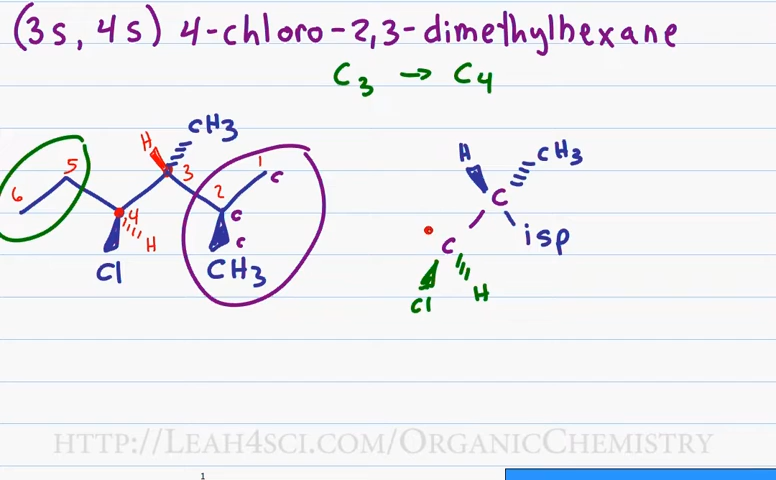 (3s, 4s) 4-chloro-2,3-dimethylhexane
C3 → C4
H CH3
6 5 3 1 c
4 2 c
H c
Cl CH3
H CH3
C
C isp
Cl H
HTTP://LEAH4SCI.COM/ORGANICCHEMISTRY
1